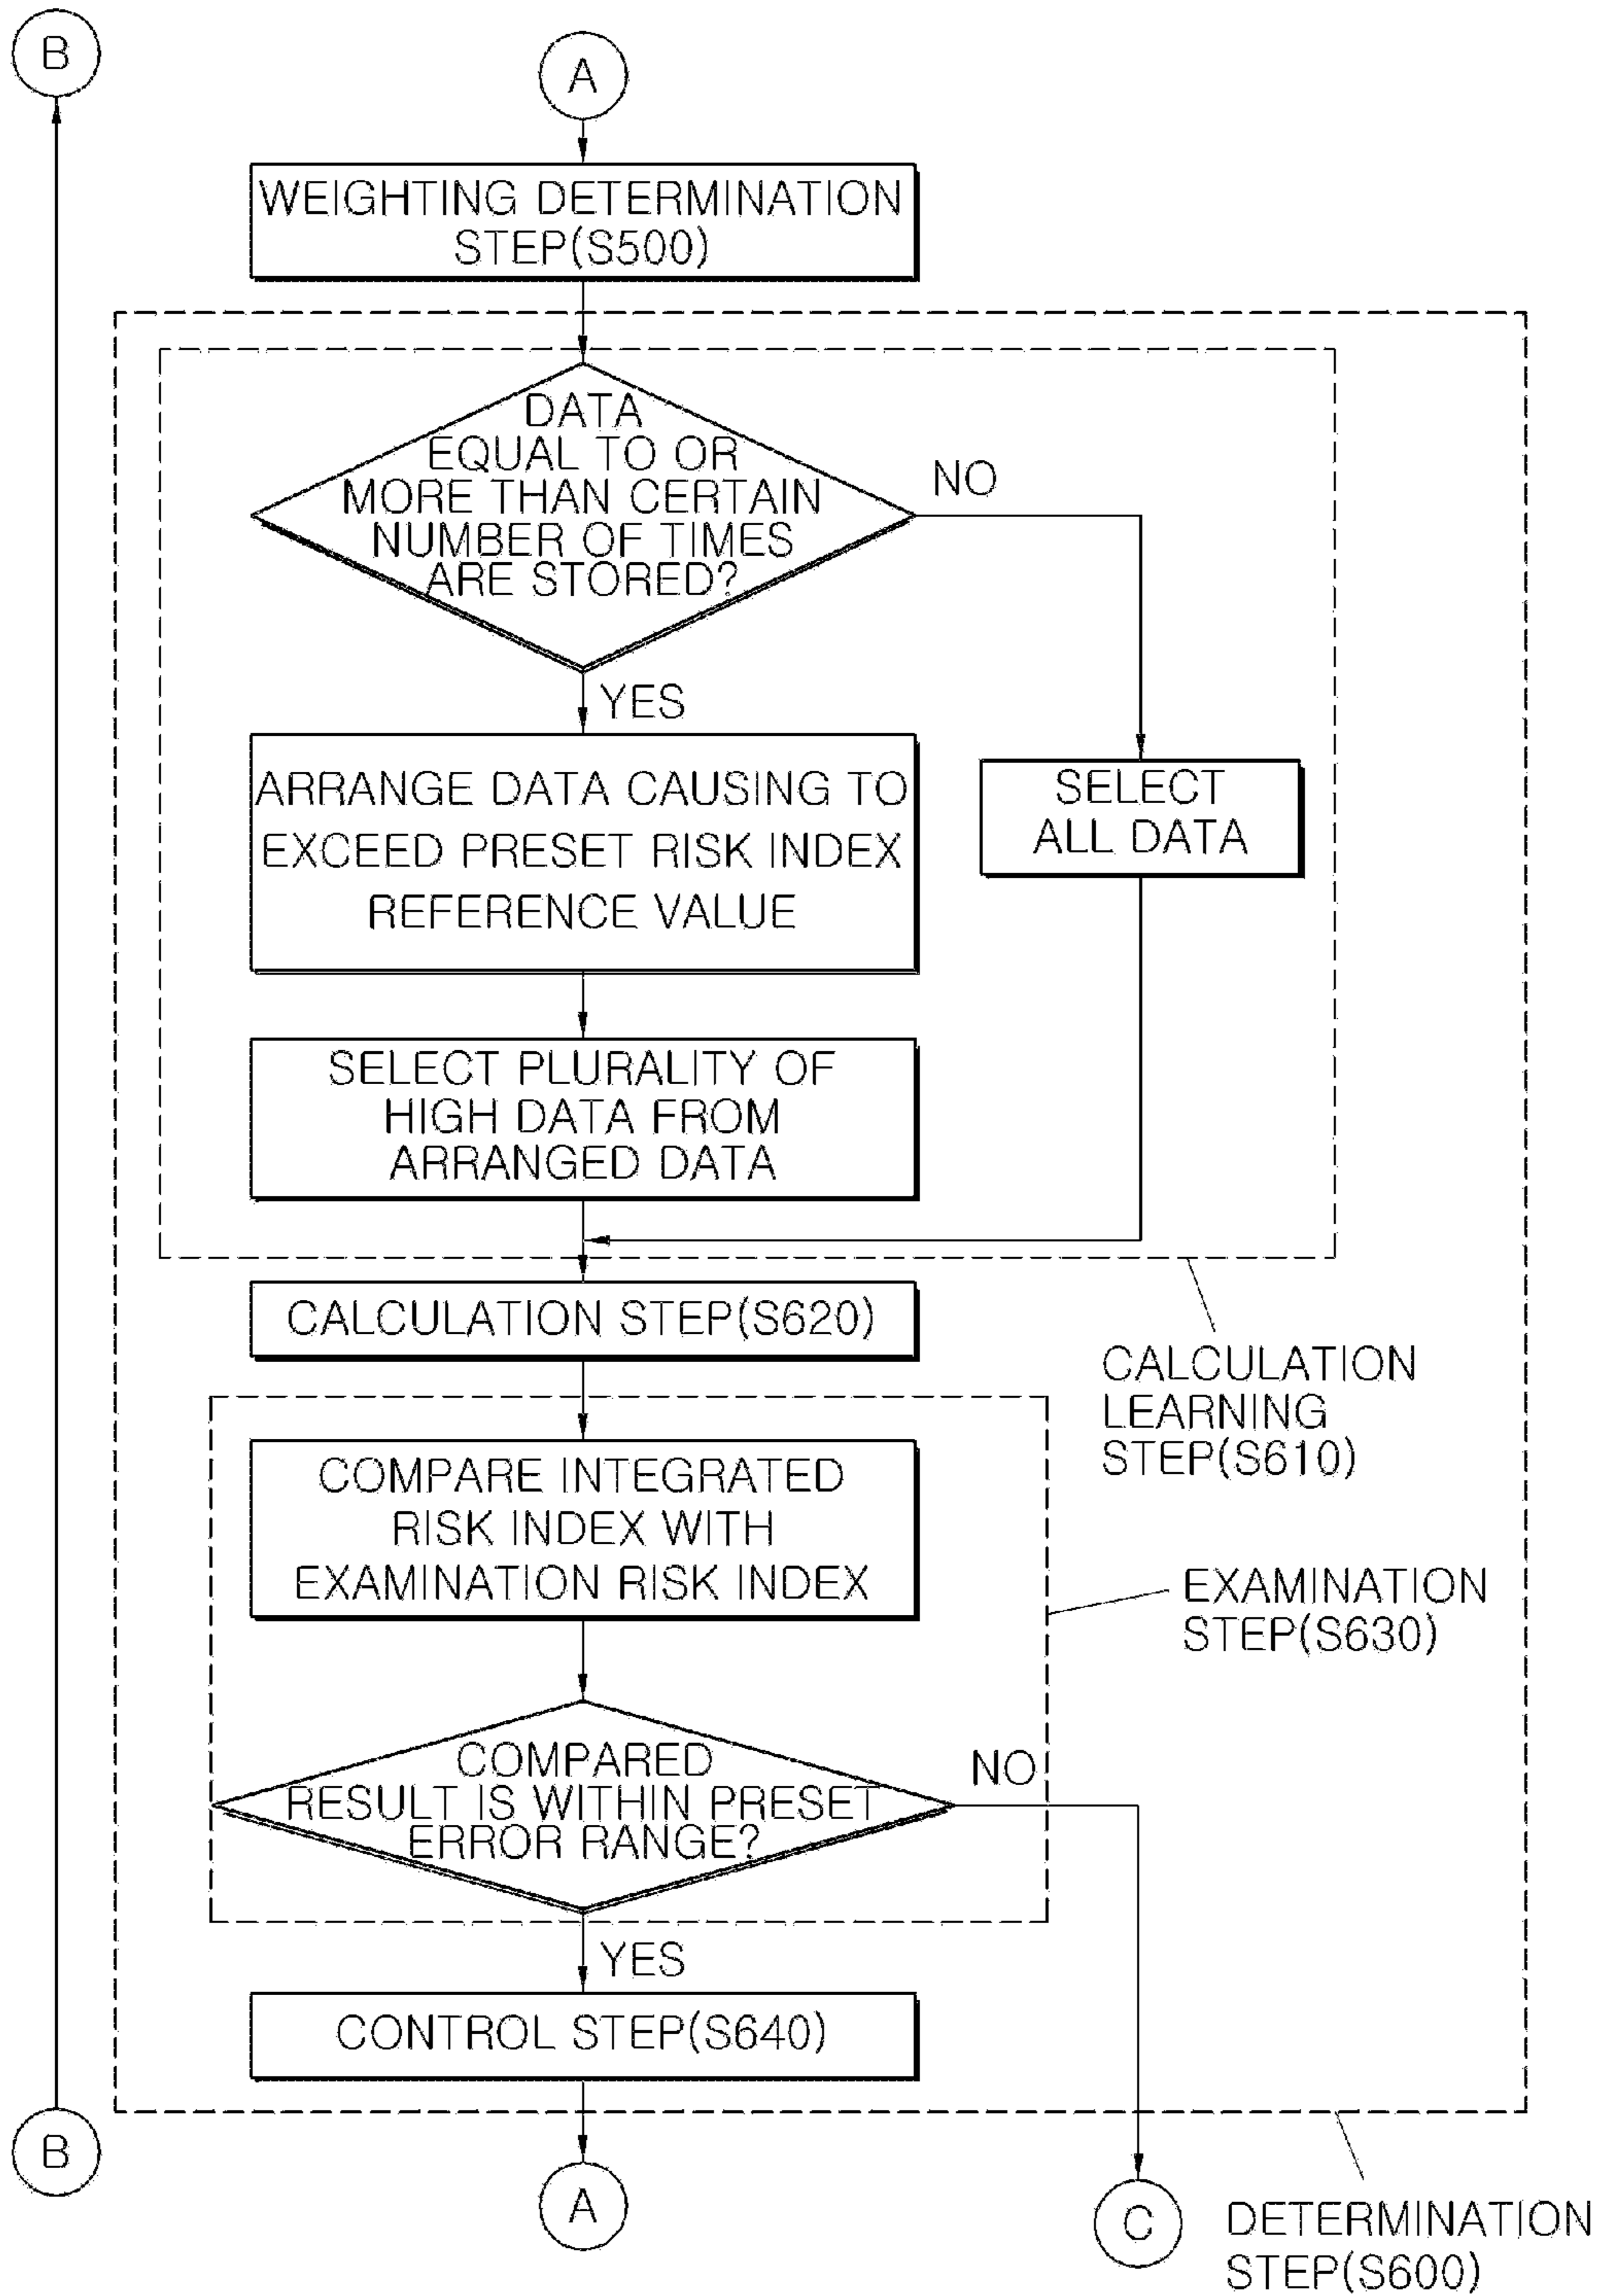 B
A
WEIGHTING DETERMINATION
STEP(S500)
DATA
EQUAL TO OR
MORE THAN CERTAIN
NUMBER OF TIMES
ARE STORED?
NO
YES
ARRANGE DATA CAUSING TO
EXCEED PRESET RISK INDEX
REFERENCE VALUE
SELECT
ALL DATA
SELECT PLURALITY OF
HIGH DATA FROM
ARRANGED DATA
CALCULATION STEP(S620)
CALCULATION
LEARNING
STEP(S610)
COMPARE INTEGRATED
RISK INDEX WITH
EXAMINATION RISK INDEX
EXAMINATION
STEP(S630)
COMPARED
RESULT IS WITHIN PRESET
ERROR RANGE?
NO
YES
CONTROL STEP(S640)
B
A
C
DETERMINATION
STEP(S600)